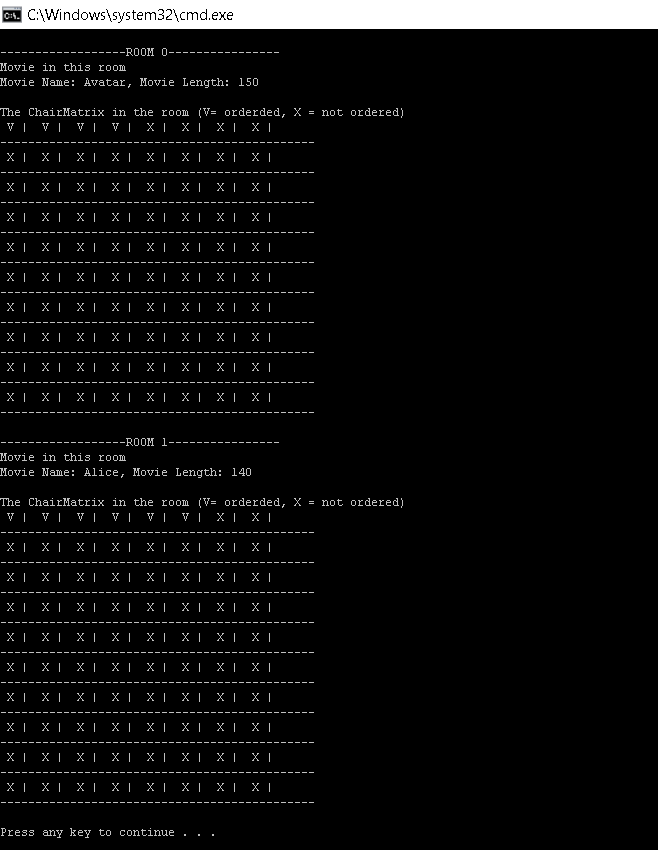 C:\Windows\system32\cmd.exe
------------------ROOM 0----------------
Movie in this room
Movie Name: Avatar, Movie Length: 150
The ChairMatrix in the room (V= orderded, X = not ordered)
 V |  V |  V |  V |  X |  X |  X |  X |
---------------------------------------------
 X |  X |  X |  X |  X |  X |  X |  X |
---------------------------------------------
 X |  X |  X |  X |  X |  X |  X |  X |
---------------------------------------------
 X |  X |  X |  X |  X |  X |  X |  X |
---------------------------------------------
 X |  X |  X |  X |  X |  X |  X |  X |
---------------------------------------------
 X |  X |  X |  X |  X |  X |  X |  X |
---------------------------------------------
 X |  X |  X |  X |  X |  X |  X |  X |
---------------------------------------------
 X |  X |  X |  X |  X |  X |  X |  X |
---------------------------------------------
 X |  X |  X |  X |  X |  X |  X |  X |
---------------------------------------------
 X |  X |  X |  X |  X |  X |  X |  X |
---------------------------------------------
------------------ROOM 1----------------
Movie in this room
Movie Name: Alice, Movie Length: 140
The ChairMatrix in the room (V= orderded, X = not ordered)
 V |  V |  V |  V |  V |  V |  X |  X |
---------------------------------------------
 X |  X |  X |  X |  X |  X |  X |  X |
---------------------------------------------
 X |  X |  X |  X |  X |  X |  X |  X |
---------------------------------------------
 X |  X |  X |  X |  X |  X |  X |  X |
---------------------------------------------
 X |  X |  X |  X |  X |  X |  X |  X |
---------------------------------------------
 X |  X |  X |  X |  X |  X |  X |  X |
---------------------------------------------
 X |  X |  X |  X |  X |  X |  X |  X |
---------------------------------------------
 X |  X |  X |  X |  X |  X |  X |  X |
---------------------------------------------
 X |  X |  X |  X |  X |  X |  X |  X |
---------------------------------------------
 X |  X |  X |  X |  X |  X |  X |  X |
---------------------------------------------
Press any key to continue . . .